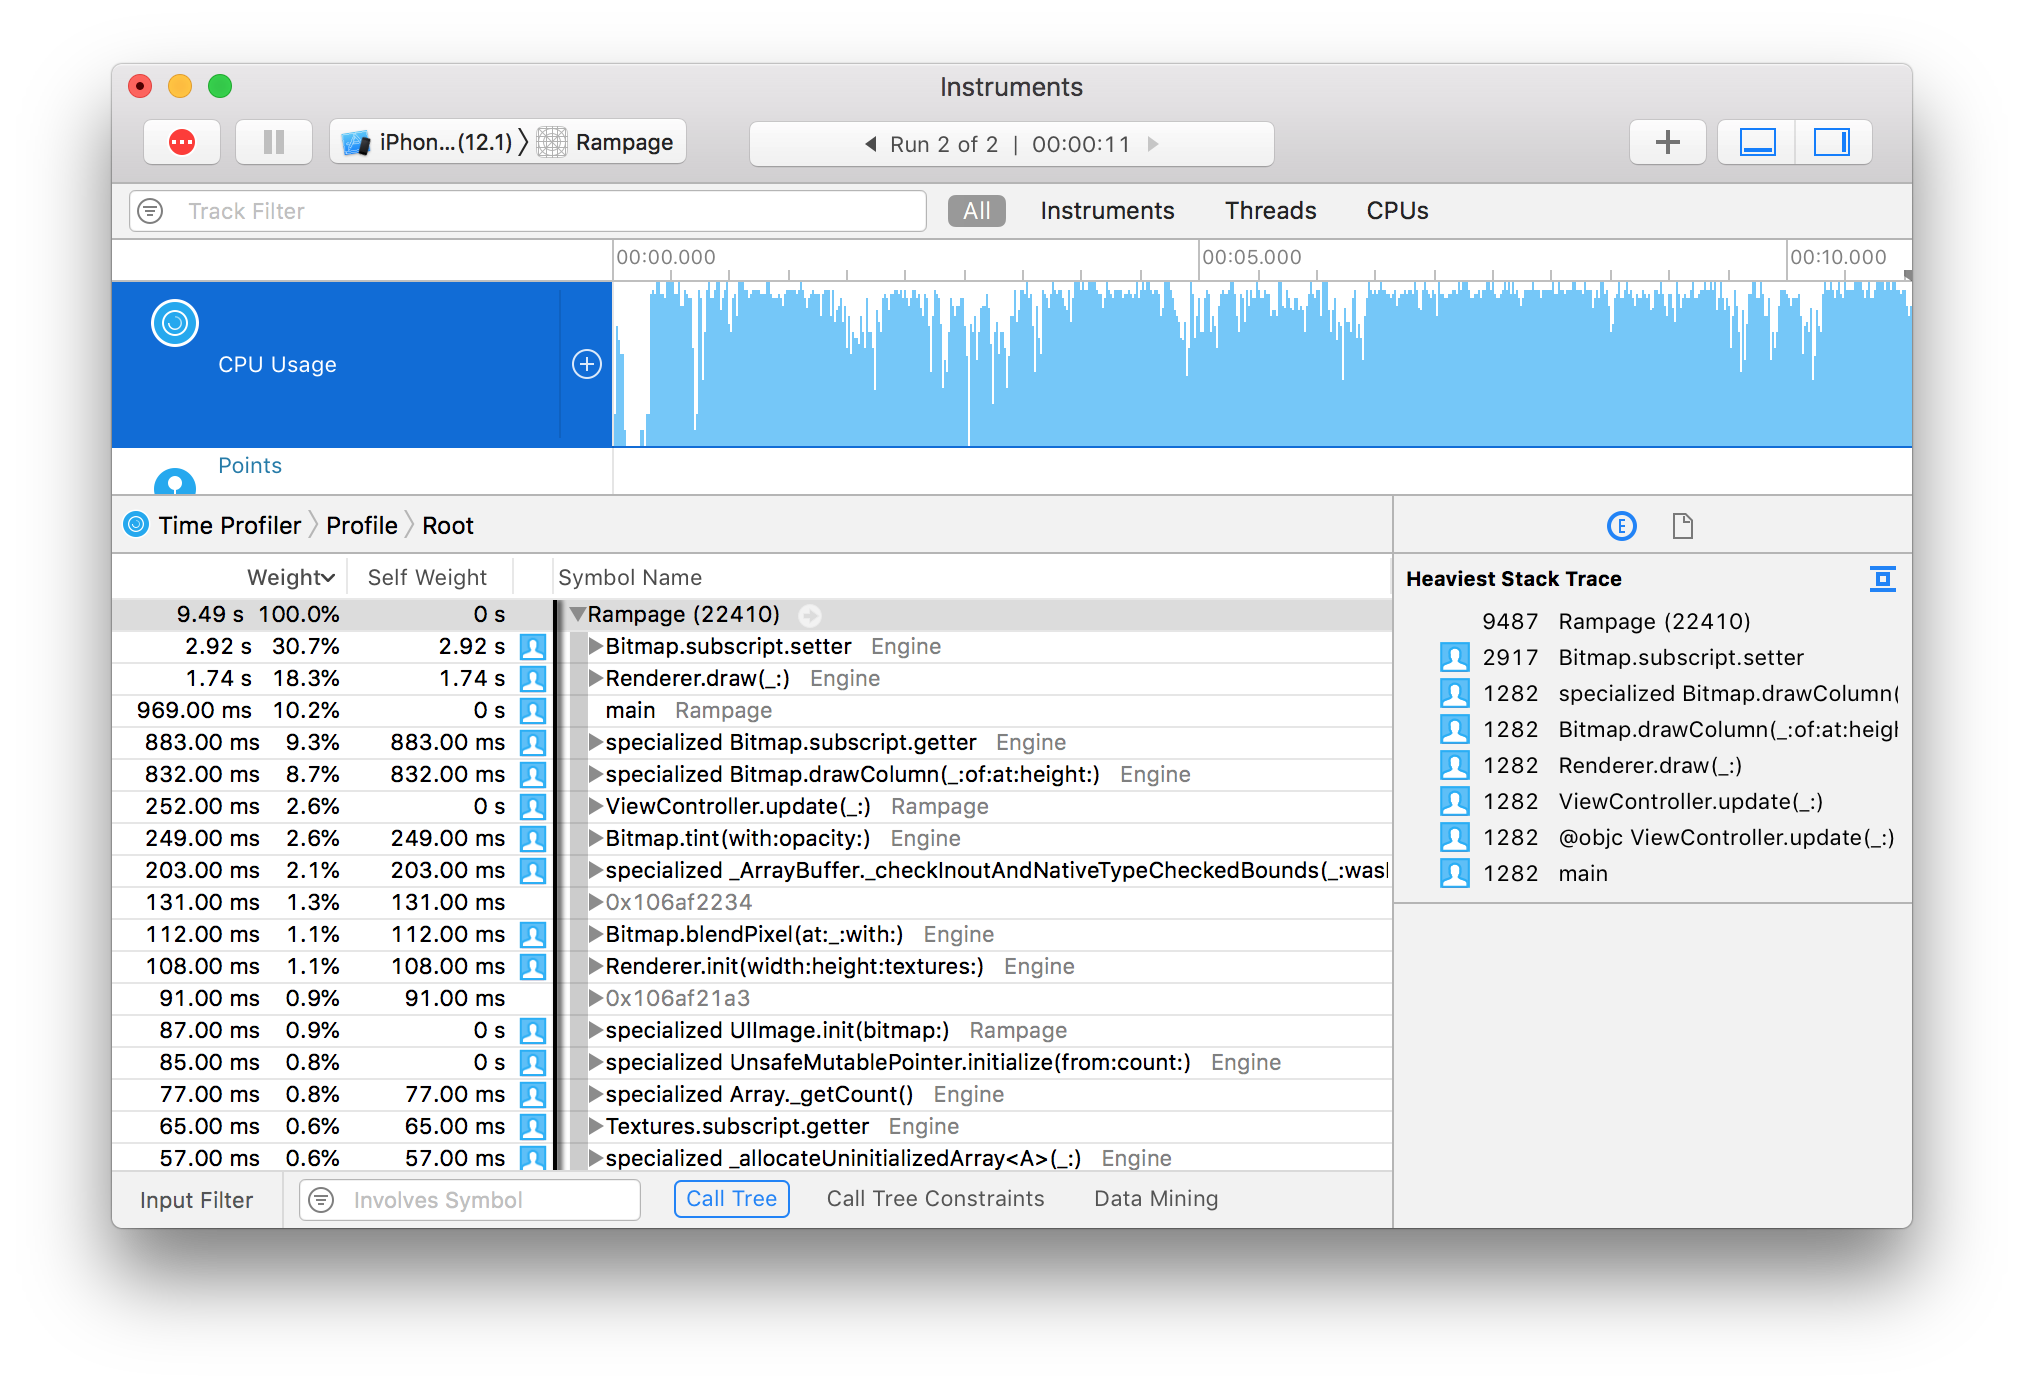 Instruments
iPhon...(12.1) 〉 Rampage
Run 2 of 2 | 00:00:11
Track Filter
All Instruments Threads CPUs
00:00.000 00:05.000 00:10.000
CPU Usage
Points
Time Profiler 〉 Profile 〉 Root
Weight Self Weight Symbol Name
9.49 s 100.0% 0 s Rampage (22410)
2.92 s 30.7% 2.92 s Bitmap.subscript.setter Engine
1.74 s 18.3% 1.74 s Renderer.draw(_:) Engine
969.00 ms 10.2% 0 s main Rampage
883.00 ms 9.3% 883.00 ms specialized Bitmap.subscript.getter Engine
832.00 ms 8.7% 832.00 ms specialized Bitmap.drawColumn(_:of:at:height:) Engine
252.00 ms 2.6% 0 s ViewController.update(_:) Rampage
249.00 ms 2.6% 249.00 ms Bitmap.tint(with:opacity:) Engine
203.00 ms 2.1% 203.00 ms specialized _ArrayBuffer._checkInoutAndNativeTypeCheckedBounds(_:was
131.00 ms 1.3% 131.00 ms 0x106af2234
112.00 ms 1.1% 112.00 ms Bitmap.blendPixel(at:_:with:) Engine
108.00 ms 1.1% 108.00 ms Renderer.init(width:height:textures:) Engine
91.00 ms 0.9% 91.00 ms 0x106af21a3
87.00 ms 0.9% 0 s specialized UIImage.init(bitmap:) Rampage
85.00 ms 0.8% 0 s specialized UnsafeMutablePointer.initialize(from:count:) Engine
77.00 ms 0.8% 77.00 ms specialized Array._getCount() Engine
65.00 ms 0.6% 65.00 ms Textures.subscript.getter Engine
57.00 ms 0.6% 57.00 ms specialized _allocateUninitializedArray<A>(_:) Engine
Input Filter Involves Symbol Call Tree Call Tree Constraints Data Mining
E
Heaviest Stack Trace
9487 Rampage (22410)
2917 Bitmap.subscript.setter
1282 specialized Bitmap.drawColumn(
1282 Bitmap.drawColumn(_:of:at:heigh
1282 Renderer.draw(_:)
1282 ViewController.update(_:)
1282 @objc ViewController.update(_:)
1282 main